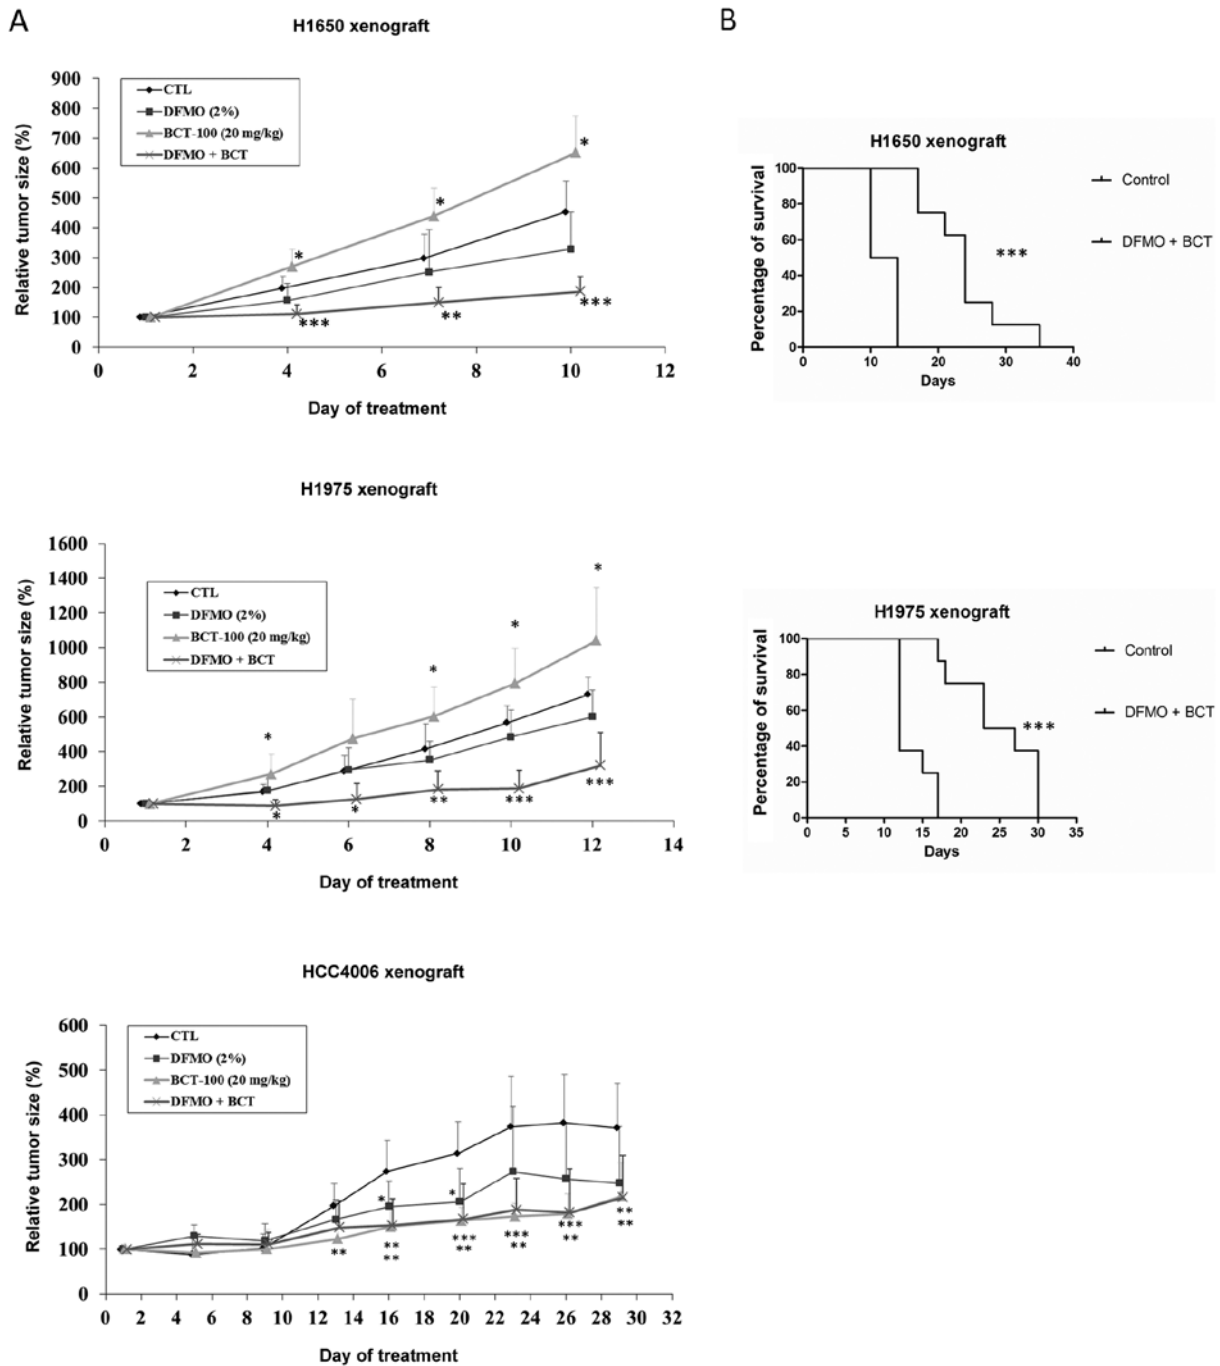 A
H1650 xenograft
Relative tumor size (%)
900
800
700
600
500
400
300
200
100
0
CTL
DFMO (2%)
BCT-100 (20 mg/kg)
DFMO + BCT
*
*
*
***
**
***
0 2 4 6 8 10 12
Day of treatment
H1975 xenograft
Relative tumor size (%)
1600
1400
1200
1000
800
600
400
200
0
CTL
DFMO (2%)
BCT-100 (20 mg/kg)
DFMO + BCT
*
*
*
*
*
*
**
***
***
0 2 4 6 8 10 12 14
Day of treatment
HCC4006 xenograft
Relative tumor size (%)
600
500
400
300
200
100
0
CTL
DFMO (2%)
BCT-100 (20 mg/kg)
DFMO + BCT
*
*
**
**
**
***
**
***
**
***
**
**
**
0 2 4 6 8 10 12 14 16 18 20 22 24 26 28 30 32
Day of treatment
B
H1650 xenograft
Percentage of survival
100
80
60
40
20
0
Control
DFMO + BCT
***
0 10 20 30 40
Days
H1975 xenograft
Percentage of survival
100
80
60
40
20
0
Control
DFMO + BCT
***
0 5 10 15 20 25 30 35
Days